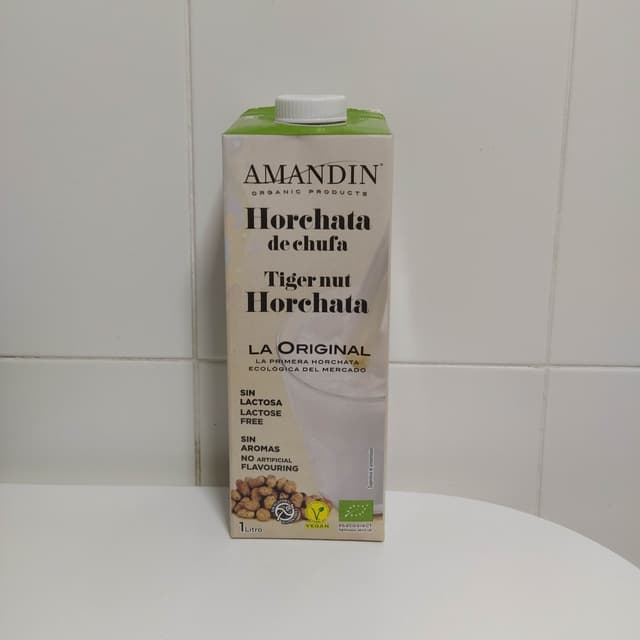 AMANDIN
ORGANIC PRODUCTS
Horchata
de chufa
Tiger nut
Horchata
LA ORIGINAL
LA PRIMERA HORCHATA
ECOLÓGICA DEL MERCADO
SIN
LACTOSA
LACTOSE
FREE
SIN
AROMAS
NO ARTIFICIAL
FLAVOURING
1 Litro
VEGAN